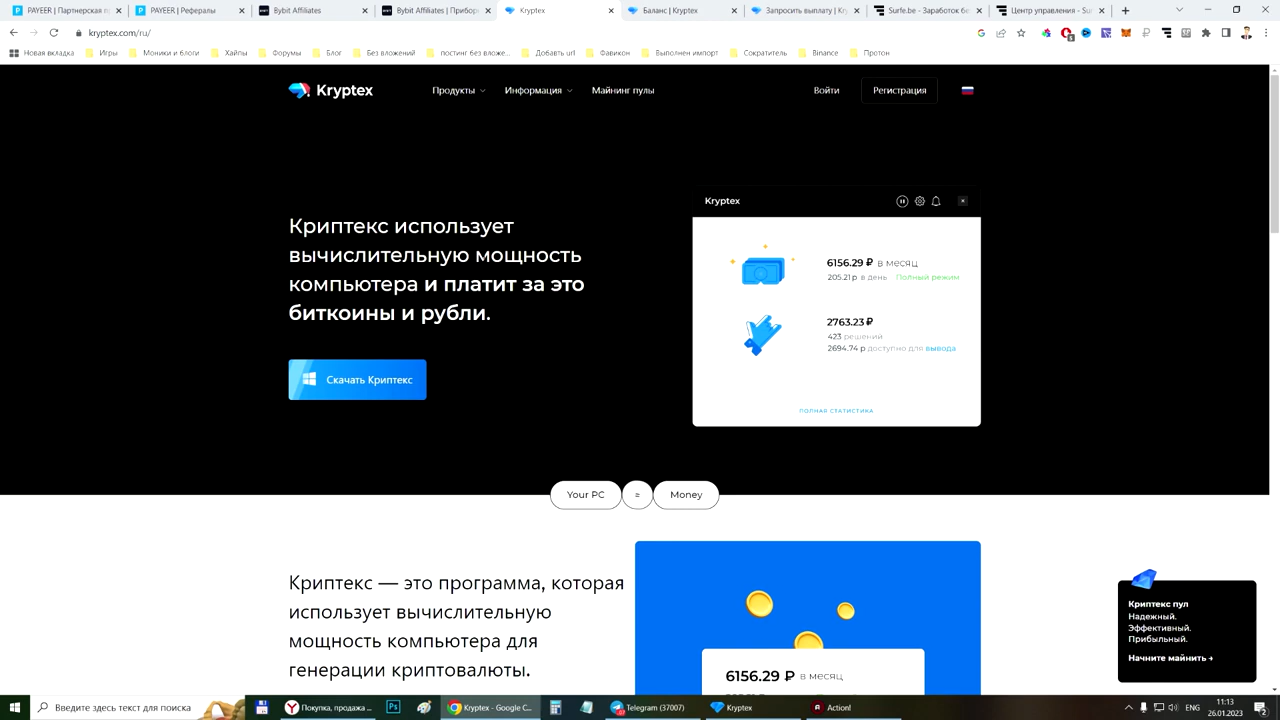 PAYEER | Партнерская п
PAYEER | Рефералы
Bybit Affiliates
Bybit Affiliates | Прибор
Kryptex
Баланс | Kryptex
Запросить выплату | Kr
Surfe.be - Заработок бе
Центр управления - Su
kryptex.com/ru/
Новая вкладка
Игры
Моники и блоги
Хайпы
Форумы
Блог
Без вложений
постинг без вложе...
Добавть url
Фавикон
Выполнен импорт
Сократитель
Binance
Протон
Kryptex
Продукты
Информация
Майнинг пулы
Войти
Регистрация
Криптекс использует
вычислительную мощность
компьютера и платит за это
биткоины и рубли.
Скачать Криптекс
Kryptex
6156.29 ₽ в месяц
205.21 р в день Полный режим
2763.23 ₽
423 решений
2694.74 р доступно для вывода
ПОЛНАЯ СТАТИСТИКА
Your PC
≈
Money
Криптекс — это программа, которая
использует вычислительную
мощность компьютера для
генерации криптовалюты.
6156.29 ₽ в месяц
Криптекс пул
Надежный.
Эффективный.
Прибыльный.
Начните майнить →
Введите здесь текст для поиска
Покупка, продажа ...
Kryptex - Google C...
Telegram (37007)
Kryptex
Action!
ENG
11:13
26.01.2023